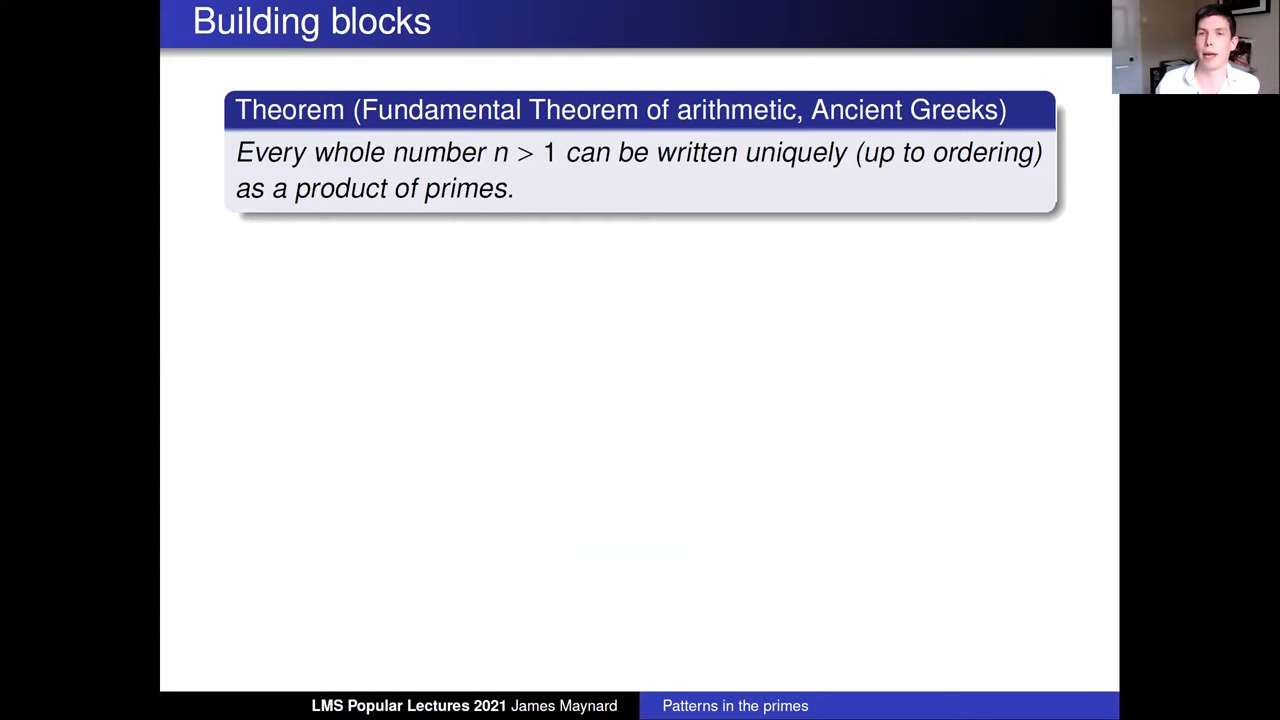 Building blocks
Theorem (Fundamental Theorem of arithmetic, Ancient Greeks)
Every whole number n > 1 can be written uniquely (up to ordering)
as a product of primes.
LMS Popular Lectures 2021 James Maynard
Patterns in the primes